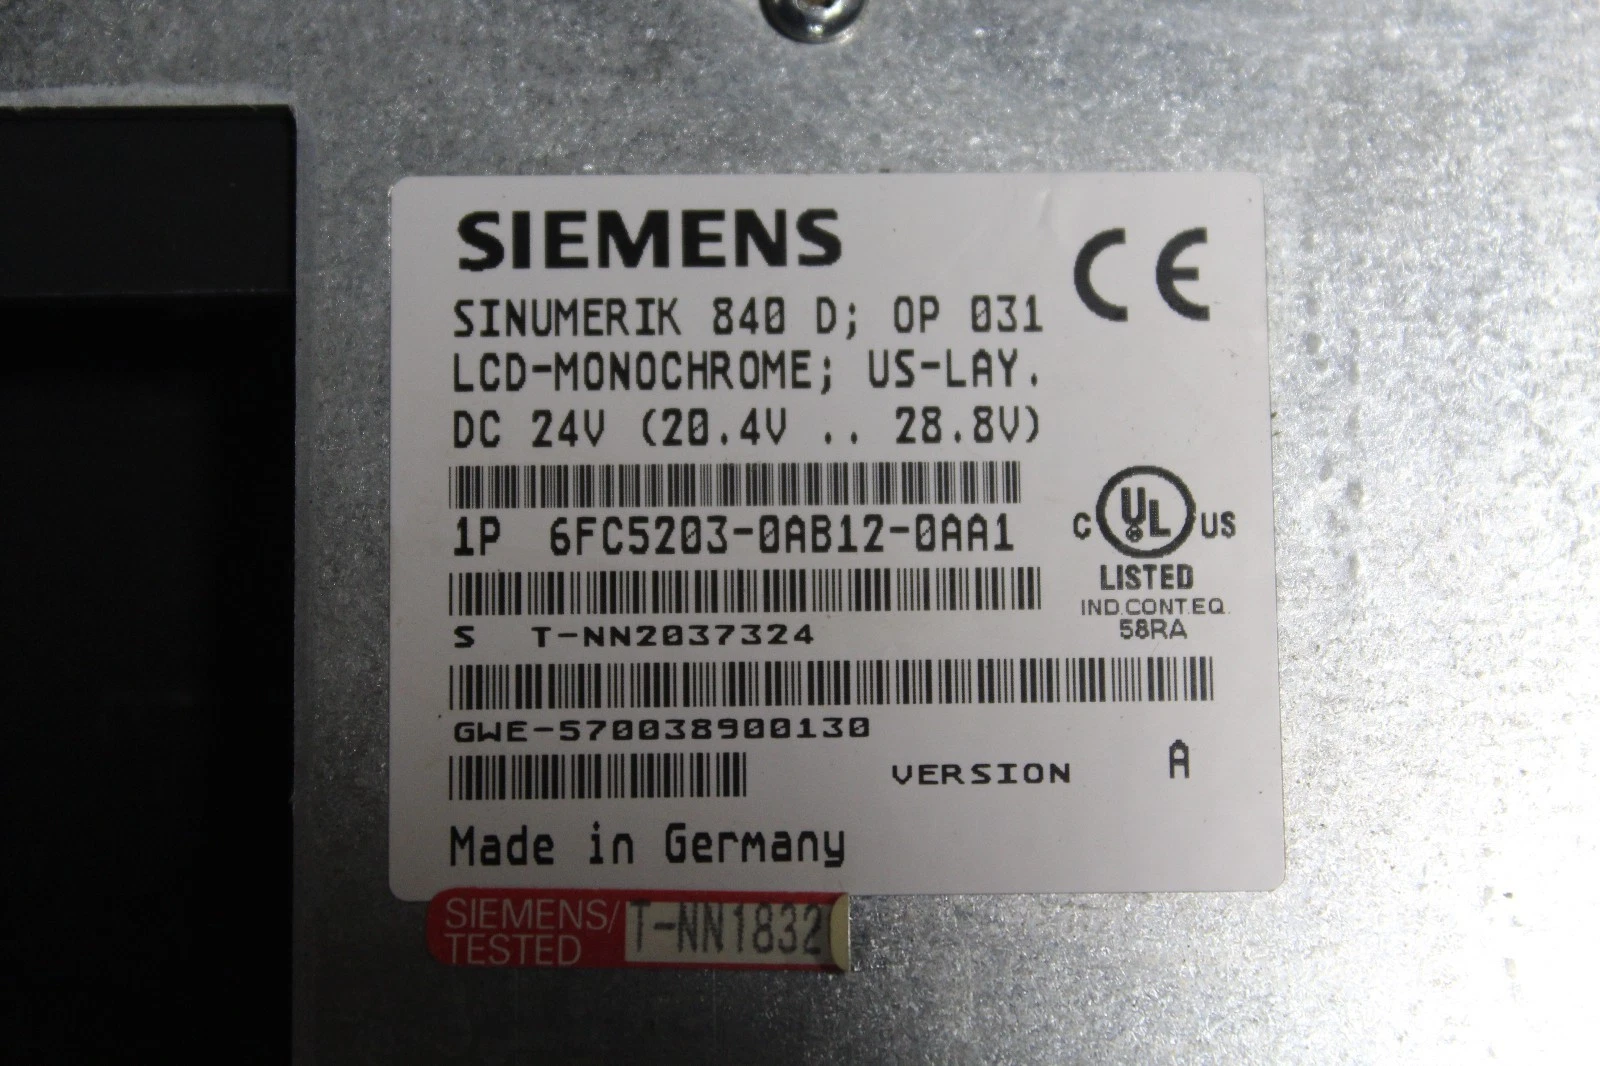 SIEMENS
CE
SINUMERIK 840 D; OP 031
LCD-MONOCHROME; US-LAY.
DC 24V (20.4V .. 28.8V)
1P 6FC5203-0AB12-0AA1
C UL US
LISTED
IND.CONT.EQ.
58RA
S T-NN2037324
GWE-570038900130
VERSION A
Made in Germany
SIEMENS/
TESTED
T-NN1832